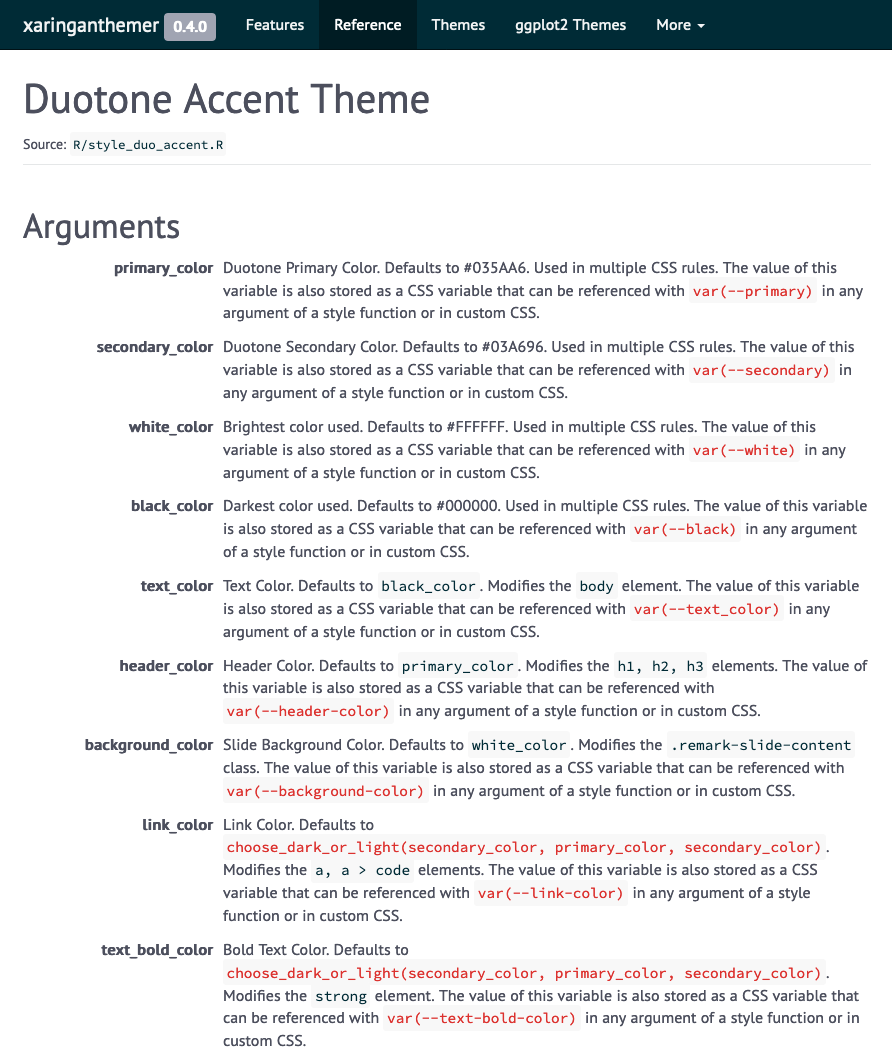 xaringanthemer 0.4.0 Features Reference Themes ggplot2 Themes More
Duotone Accent Theme
Source: R/style_duo_accent.R
Arguments
primary_color Duotone Primary Color. Defaults to #035AA6. Used in multiple CSS rules. The value of this
variable is also stored as a CSS variable that can be referenced with var(--primary) in any
argument of a style function or in custom CSS.
secondary_color Duotone Secondary Color. Defaults to #03A696. Used in multiple CSS rules. The value of this
variable is also stored as a CSS variable that can be referenced with var(--secondary) in
any argument of a style function or in custom CSS.
white_color Brightest color used. Defaults to #FFFFFF. Used in multiple CSS rules. The value of this
variable is also stored as a CSS variable that can be referenced with var(--white) in any
argument of a style function or in custom CSS.
black_color Darkest color used. Defaults to #000000. Used in multiple CSS rules. The value of this variable
is also stored as a CSS variable that can be referenced with var(--black) in any argument
of a style function or in custom CSS.
text_color Text Color. Defaults to black_color. Modifies the body element. The value of this variable
is also stored as a CSS variable that can be referenced with var(--text_color) in any
argument of a style function or in custom CSS.
header_color Header Color. Defaults to primary_color. Modifies the h1, h2, h3 elements. The value of
this variable is also stored as a CSS variable that can be referenced with
var(--header-color) in any argument of a style function or in custom CSS.
background_color Slide Background Color. Defaults to white_color. Modifies the .remark-slide-content
class. The value of this variable is also stored as a CSS variable that can be referenced with
var(--background-color) in any argument of a style function or in custom CSS.
link_color Link Color. Defaults to
choose_dark_or_light(secondary_color, primary_color, secondary_color).
Modifies the a, a > code elements. The value of this variable is also stored as a CSS
variable that can be referenced with var(--link-color) in any argument of a style
function or in custom CSS.
text_bold_color Bold Text Color. Defaults to
choose_dark_or_light(secondary_color, primary_color, secondary_color).
Modifies the strong element. The value of this variable is also stored as a CSS variable that
can be referenced with var(--text-bold-color) in any argument of a style function or in
custom CSS.